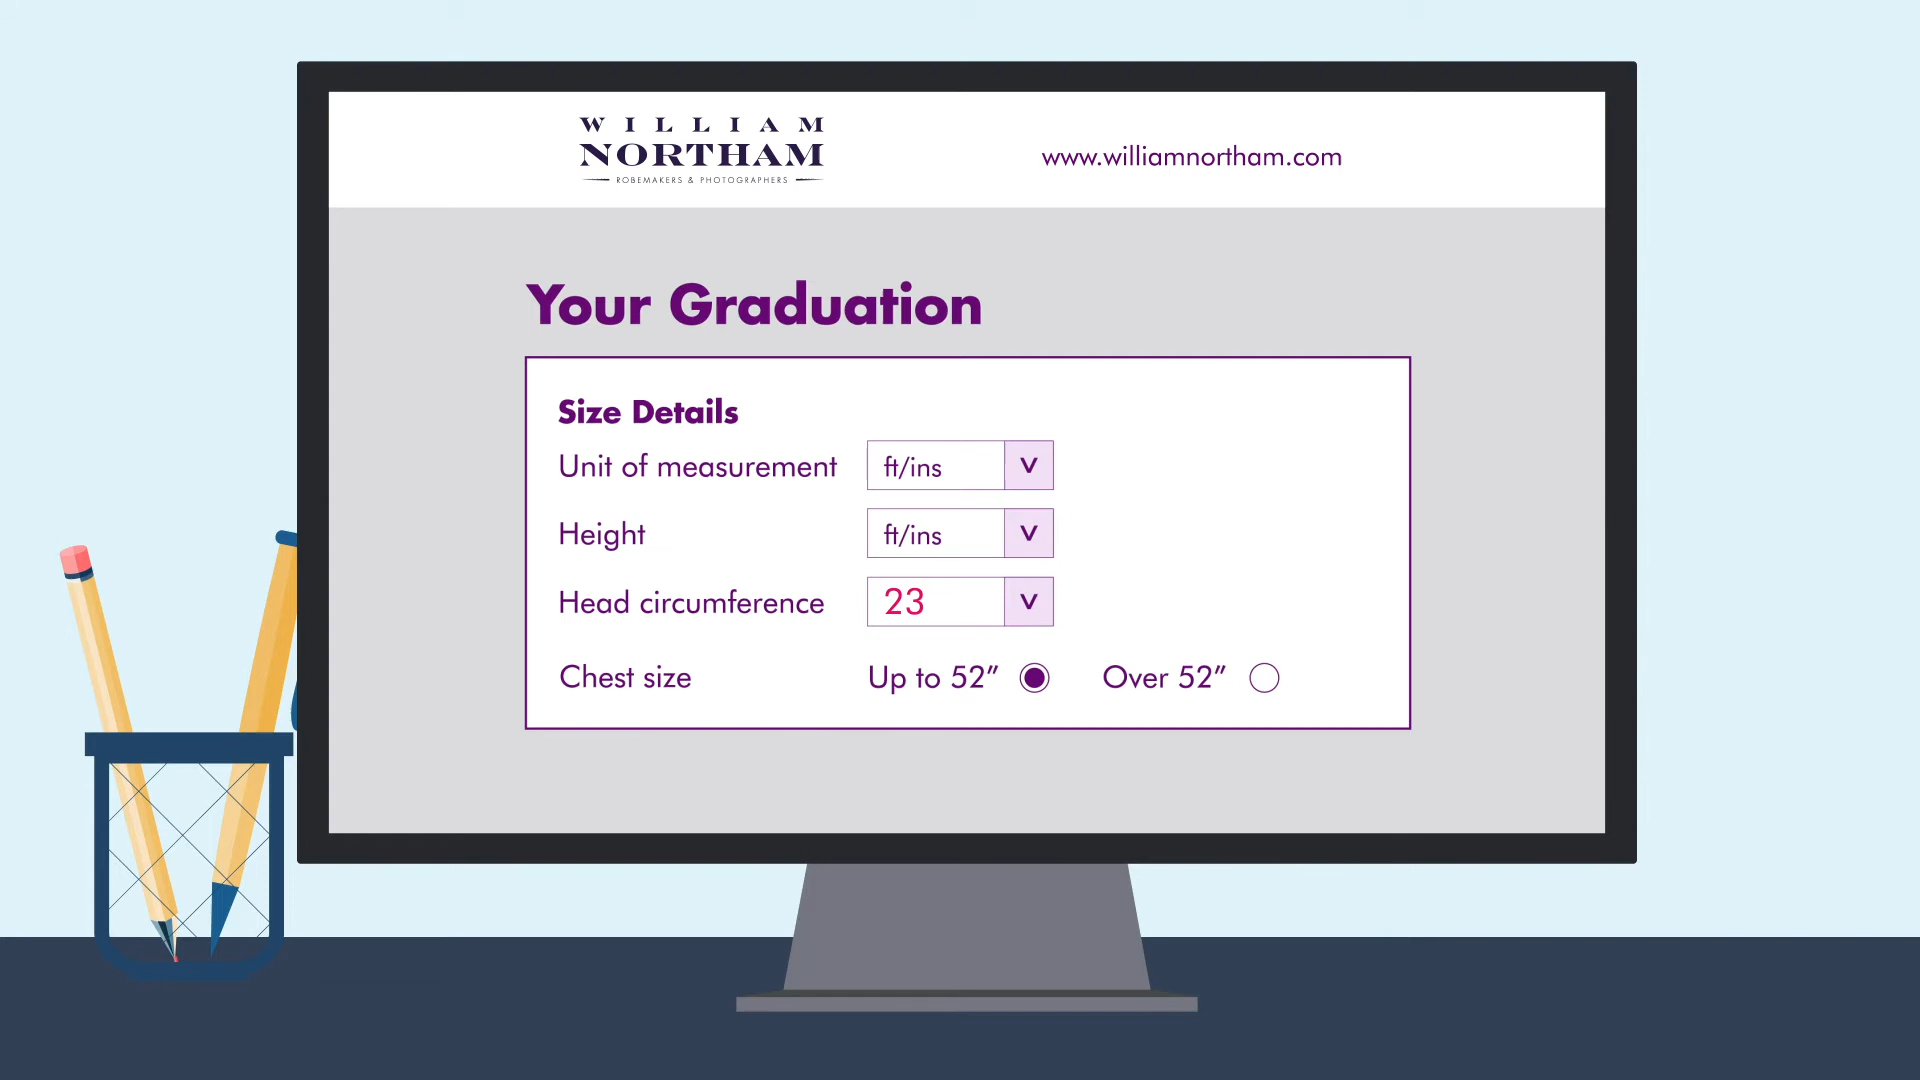 WILLIAM
NORTHAM
ROBEMAKERS & PHOTOGRAPHERS
www.williamnortham.com
Your Graduation
Size Details
Unit of measurement ft/ins v
Height ft/ins v
Head circumference 23 v
Chest size Up to 52” Over 52”